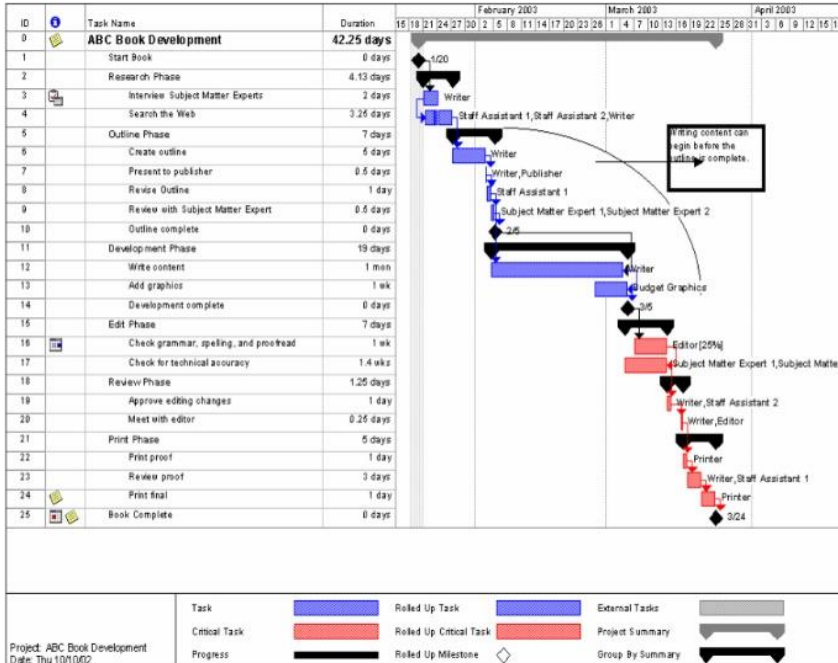 February 2003 March 2003 April 2003
ID Task Name Duration 15 18 21 24 27 30 2 5 8 11 14 17 20 23 26 1 4 7 10 13 16 19 22 25 28 31 3 6 9 12 15 1
0 ABC Book Development 42.25 days
1 Start Book 0 days 1/20
2 Research Phase 4.13 days
3 Interview Subject Matter Experts 2 days Writer
4 Search the Web 3.25 days Staff Assistant 1,Staff Assistant 2,Writer
5 Outline Phase 7 days
6 Create outline 5 days Writer
7 Present to publisher 0.5 days Writer,Publisher
8 Revise Outline 1 day Staff Assistant 1
9 Review with Subject Matter Expert 0.5 days Subject Matter Expert 1,Subject Matter Expert 2
10 Outline complete 0 days 2/5
Writing content can
begin before the
outline is complete.
11 Development Phase 19 days
12 Write content 1 mon Writer
13 Add graphics 1 wk Budget Graphics
14 Development complete 0 days 3/5
15 Edit Phase 7 days
16 Check grammar, spelling, and proofread 1 wk Editor[25%]
17 Check for technical accuracy 1.4 wks Subject Matter Expert 1,Subject Matte
18 Review Phase 1.25 days
19 Approve editing changes 1 day Writer,Staff Assistant 2
20 Meet with editor 0.25 days Writer,Editor
21 Print Phase 5 days
22 Print proof 1 day Printer
23 Review proof 3 days Writer,Staff Assistant 1
24 Print final 1 day Printer
25 Book Complete 0 days 3/24
Task Rolled Up Task External Tasks
Critical Task Rolled Up Critical Task Project Summary
Progress Rolled Up Milestone Group By Summary
Project: ABC Book Development
Date: Thu 10/10/02